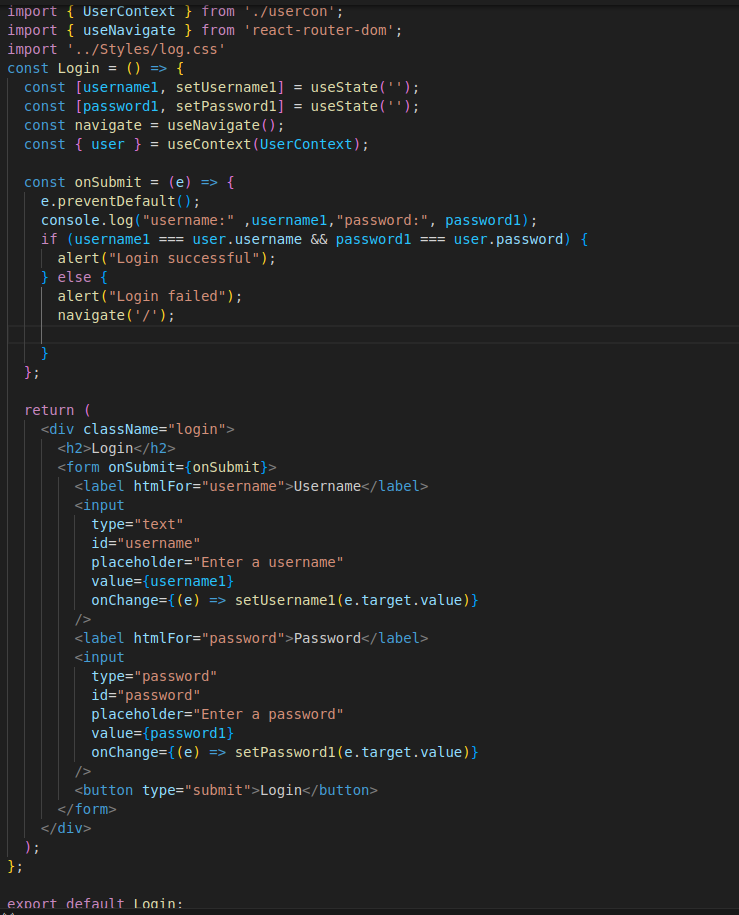 import { UserContext } from './usercon';
import { useNavigate } from 'react-router-dom';
import '../Styles/log.css'
const Login = () => {
  const [username1, setUsername1] = useState('');
  const [password1, setPassword1] = useState('');
  const navigate = useNavigate();
  const { user } = useContext(UserContext);

  const onSubmit = (e) => {
    e.preventDefault();
    console.log("username:" ,username1,"password:", password1);
    if (username1 === user.username && password1 === user.password) {
      alert("Login successful");
    } else {
      alert("Login failed");
      navigate('/');

    }
  };

  return (
    <div className="login">
      <h2>Login</h2>
      <form onSubmit={onSubmit}>
        <label htmlFor="username">Username</label>
        <input
          type="text"
          id="username"
          placeholder="Enter a username"
          value={username1}
          onChange={(e) => setUsername1(e.target.value)}
        />
        <label htmlFor="password">Password</label>
        <input
          type="password"
          id="password"
          placeholder="Enter a password"
          value={password1}
          onChange={(e) => setPassword1(e.target.value)}
        />
        <button type="submit">Login</button>
      </form>
    </div>
  );
};

export default Login;